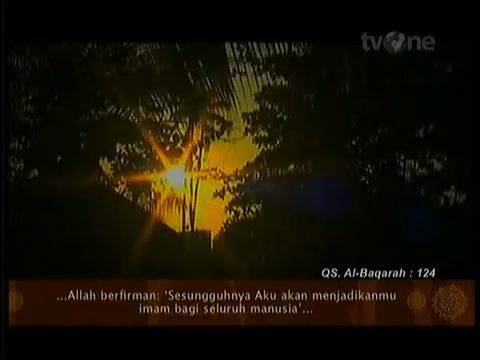 tvOne
QS, Al-Baqarah : 124
...Allah berfirman: 'Sesungguhnya Aku akan menjadikanmu
imam bagi seluruh manusia'...